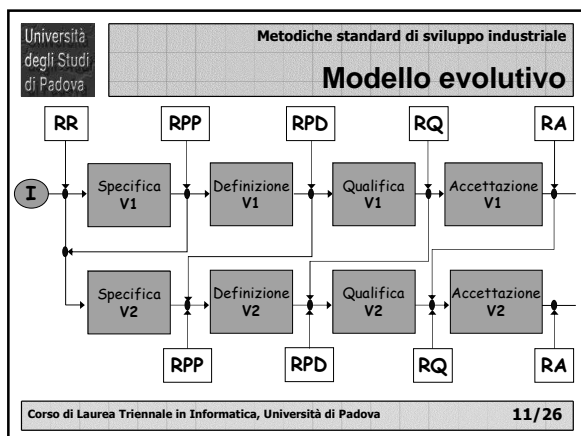 Università
degli Studi
di Padova
Metodiche standard di sviluppo industriale
Modello evolutivo
RR
RPP
RPD
RQ
RA
I
Specifica
V1
Definizione
V1
Qualifica
V1
Accettazione
V1
Specifica
V2
Definizione
V2
Qualifica
V2
Accettazione
V2
RPP
RPD
RQ
RA
Corso di Laurea Triennale in Informatica, Università di Padova
11/26